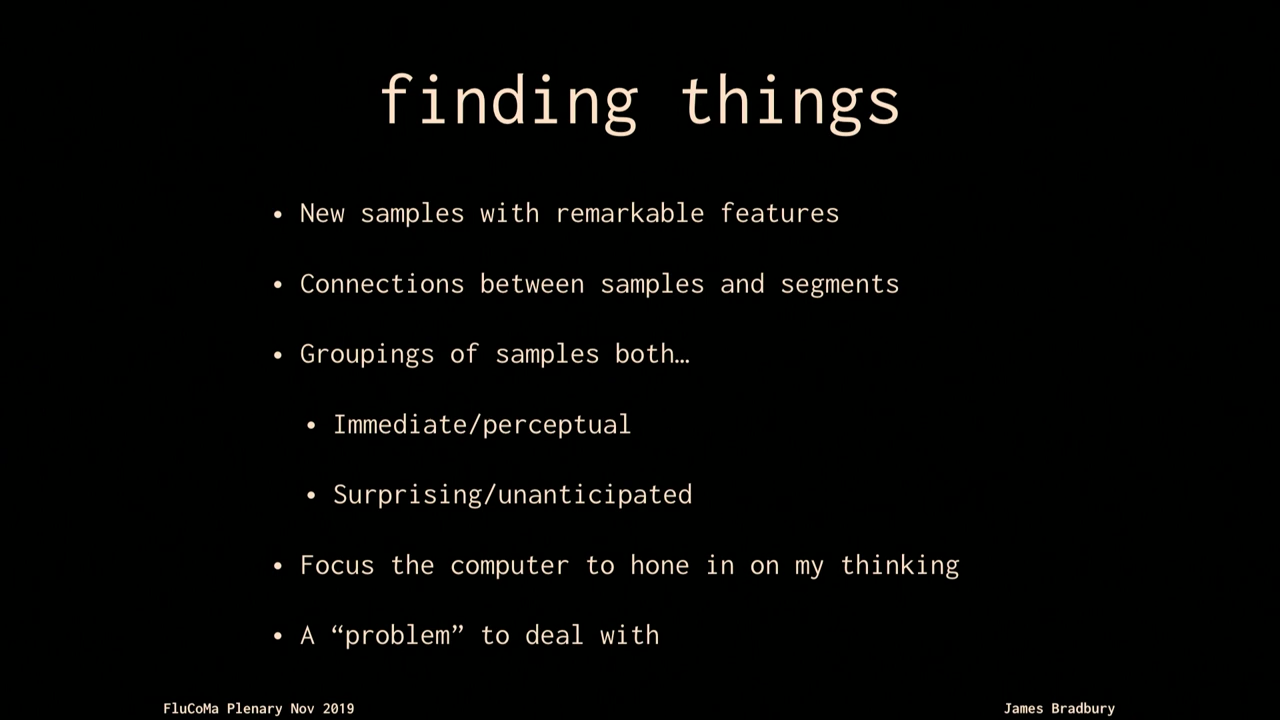 finding things
• New samples with remarkable features
• Connections between samples and segments
• Groupings of samples both…
• Immediate/perceptual
• Surprising/unanticipated
• Focus the computer to hone in on my thinking
• A “problem” to deal with
FluCoMa Plenary Nov 2019
James Bradbury